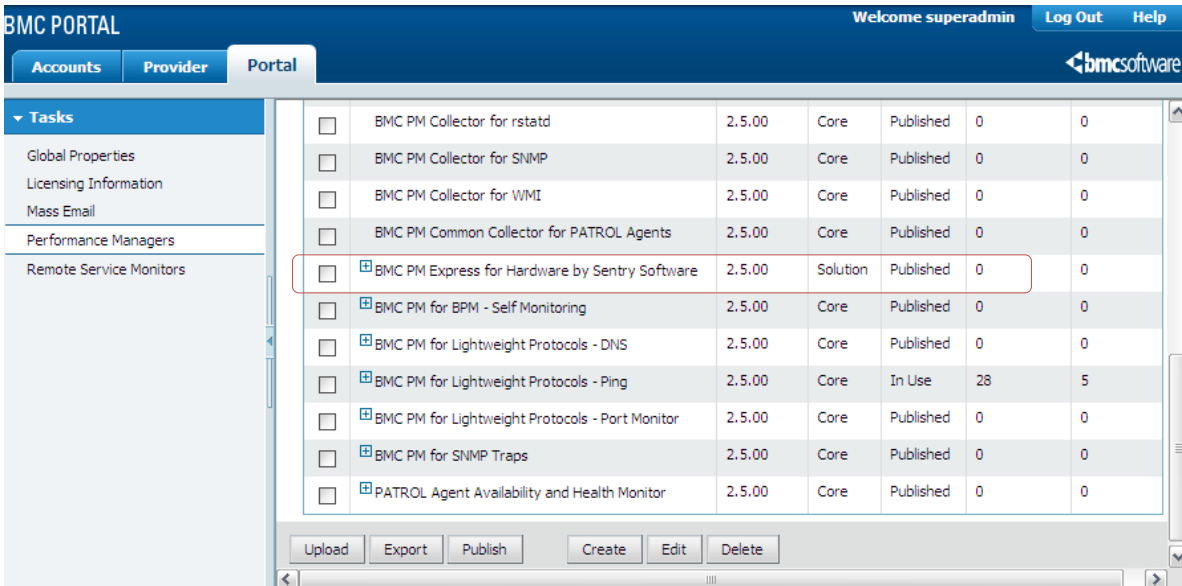 BMC PORTAL
Welcome superadmin Log Out Help
Accounts Provider Portal
bmcsoftware
Tasks
Global Properties
Licensing Information
Mass Email
Performance Managers
Remote Service Monitors
BMC PM Collector for rstatd 2.5.00 Core Published 0 0
BMC PM Collector for SNMP 2.5.00 Core Published 0 0
BMC PM Collector for WMI 2.5.00 Core Published 0 0
BMC PM Common Collector for PATROL Agents 2.5.00 Core Published 0 0
BMC PM Express for Hardware by Sentry Software 2.5.00 Solution Published 0 0
BMC PM for BPM - Self Monitoring 2.5.00 Core Published 0 0
BMC PM for Lightweight Protocols - DNS 2.5.00 Core Published 0 0
BMC PM for Lightweight Protocols - Ping 2.5.00 Core In Use 28 5
BMC PM for Lightweight Protocols - Port Monitor 2.5.00 Core Published 0 0
BMC PM for SNMP Traps 2.5.00 Core Published 0 0
PATROL Agent Availability and Health Monitor 2.5.00 Core Published 0 0
Upload Export Publish Create Edit Delete